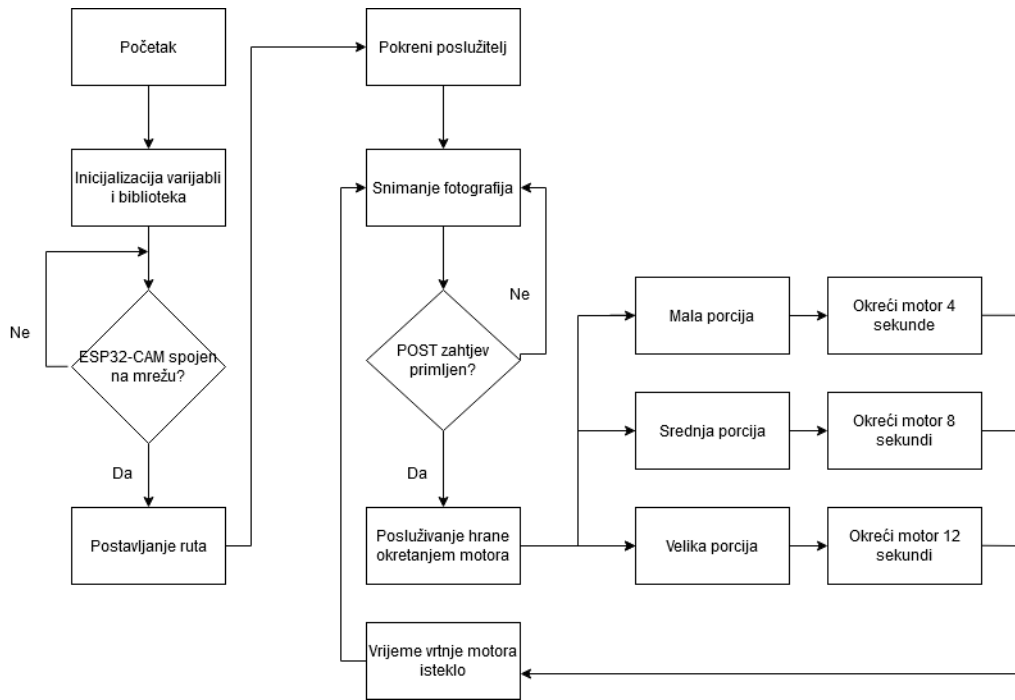 Početak
Inicijalizacija varijabli
i biblioteka
Ne
ESP32-CAM spojen
na mrežu?
Da
Postavljanje ruta
Pokreni poslužitelj
Snimanje fotografija
Ne
POST zahtjev
primljen?
Da
Posluživanje hrane
okretanjem motora
Mala porcija
Okreći motor 4
sekunde
Srednja porcija
Okreći motor 8
sekundi
Velika porcija
Okreći motor 12
sekundi
Vrijeme vrtnje motora
isteklo